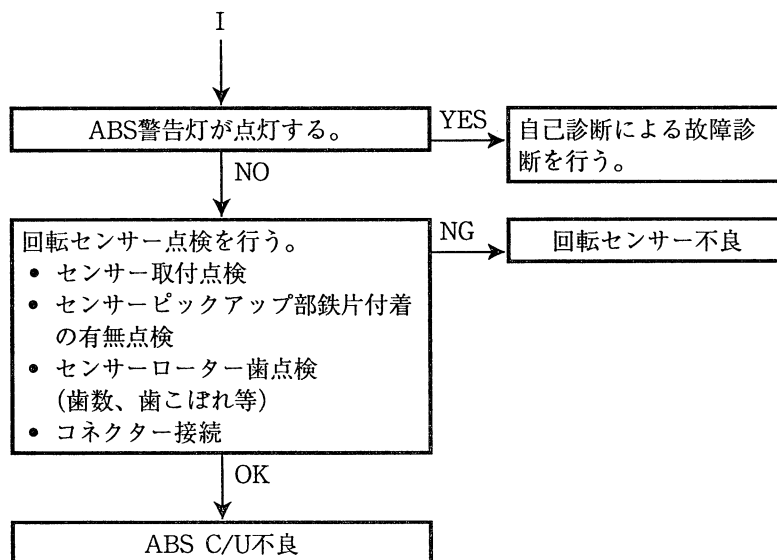 I
ABS警告灯が点灯する。
YES
自己診断による故障診
断を行う。
NO
回転センサー点検を行う。
• センサー取付点検
• センサーピックアップ部鉄片付着
の有無点検
• センサーローター歯点検
(歯数、歯こぼれ等)
• コネクター接続
NG
回転センサー不良
OK
ABS C/U不良